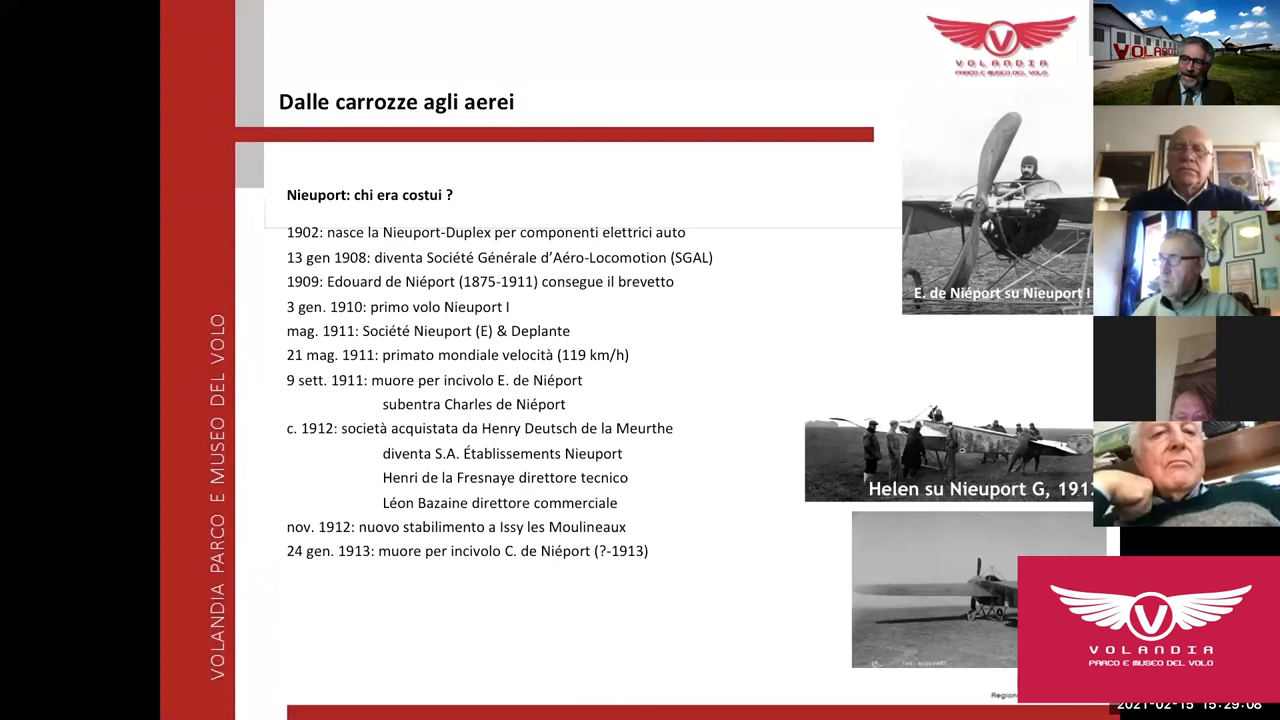 VOLANDIA
PARCO E MUSEO DEL VOLO
Dalle carrozze agli aerei
Nieuport: chi era costui ?
1902: nasce la Nieuport-Duplex per componenti elettrici auto
13 gen 1908: diventa Société Générale d’Aéro-Locomotion (SGAL)
1909: Edouard de Niéport (1875-1911) consegue il brevetto
3 gen. 1910: primo volo Nieuport I
mag. 1911: Société Nieuport (E) & Deplante
21 mag. 1911: primato mondiale velocità (119 km/h)
9 sett. 1911: muore per incivolo E. de Niéport
subentra Charles de Niéport
c. 1912: società acquistata da Henry Deutsch de la Meurthe
diventa S.A. Établissements Nieuport
Henri de la Fresnaye direttore tecnico
Léon Bazaine direttore commerciale
nov. 1912: nuovo stabilimento a Issy les Moulineaux
24 gen. 1913: muore per incivolo C. de Niéport (?-1913)
E. de Niéport su Nieuport I
Helen su Nieuport G, 191
VOLANDIA PARCO E MUSEO DEL VOLO
Region
VOLANDIA
PARCO E MUSEO DEL VOLO
2021-02-15 15:29:08